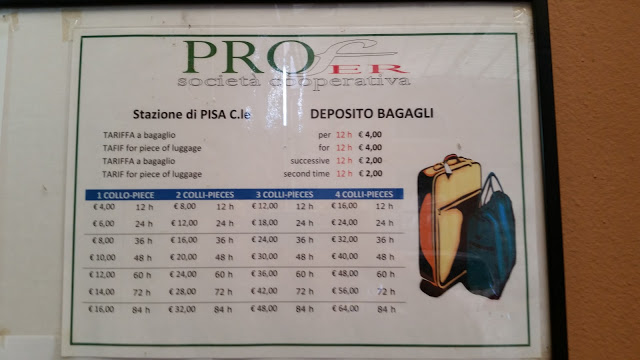 PROfER
società cooperativa
Stazione di PISA C.le DEPOSITO BAGAGLI
TARIFFA a bagaglio per 12 h € 4,00
TAFIF for piece of luggage for 12 h € 4,00
TARIFFA a bagaglio successive 12 h € 2,00
TARIF for piece of luggage second time 12 h € 2,00
1 COLLO-PIECE 2 COLLI-PIECES 3 COLLI-PIECES 4 COLLI-PIECES
€ 4,00 12 h € 8,00 12 h € 12,00 12 h € 16,00 12 h
€ 6,00 24 h € 12,00 24 h € 18,00 24 h € 24,00 24 h
€ 8,00 36 h € 16,00 36 h € 24,00 36 h € 32,00 36 h
€ 10,00 48 h € 20,00 48 h € 30,00 48 h € 40,00 48 h
€ 12,00 60 h € 24,00 60 h € 36,00 60 h € 48,00 60 h
€ 14,00 72 h € 28,00 72 h € 42,00 72 h € 56,00 72 h
€ 16,00 84 h € 32,00 84 h € 48,00 84 h € 64,00 84 h